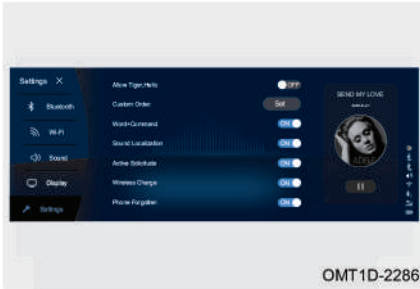 Settings ×
Bluetooth
Wi-Fi
Sound
Display
Settings
Allow Tiger,Hello
OFF
Custom Order
Set
Word+Command
ON
Sound Localization
ON
Active Solicitude
ON
Wireless Charge
ON
Phone Forgotten
ON
SEND MY LOVE
ADELE
OMT1D-2286